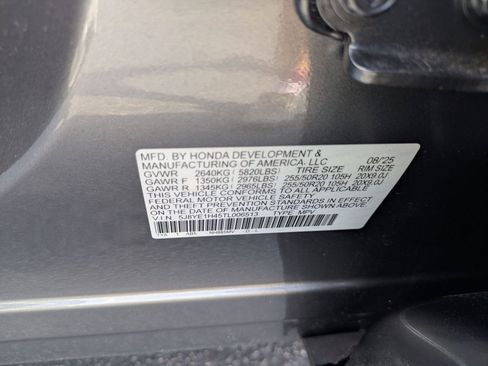 MFD. BY HONDA DEVELOPMENT & 08/25
MANUFACTURING OF AMERICA, LLC
GVWR 2640KG (5820LBS) TIRE SIZE RIM SIZE
GAWR F 1350KG (2976LBS) 255/50R20 105H 20X9.0J
GAWR R 1345KG (2965LBS) 255/50R20 105H 20X9.0J
THIS VEHICLE CONFORMS TO ALL APPLICABLE
FEDERAL MOTOR VEHICLE SAFETY
AND THEFT PREVENTION STANDARDS IN EFFECT
ON THE DATE OF MANUFACTURE SHOWN ABOVE.
V.I.N.: 5J8YE1H45TL006513 TYPE: MPV